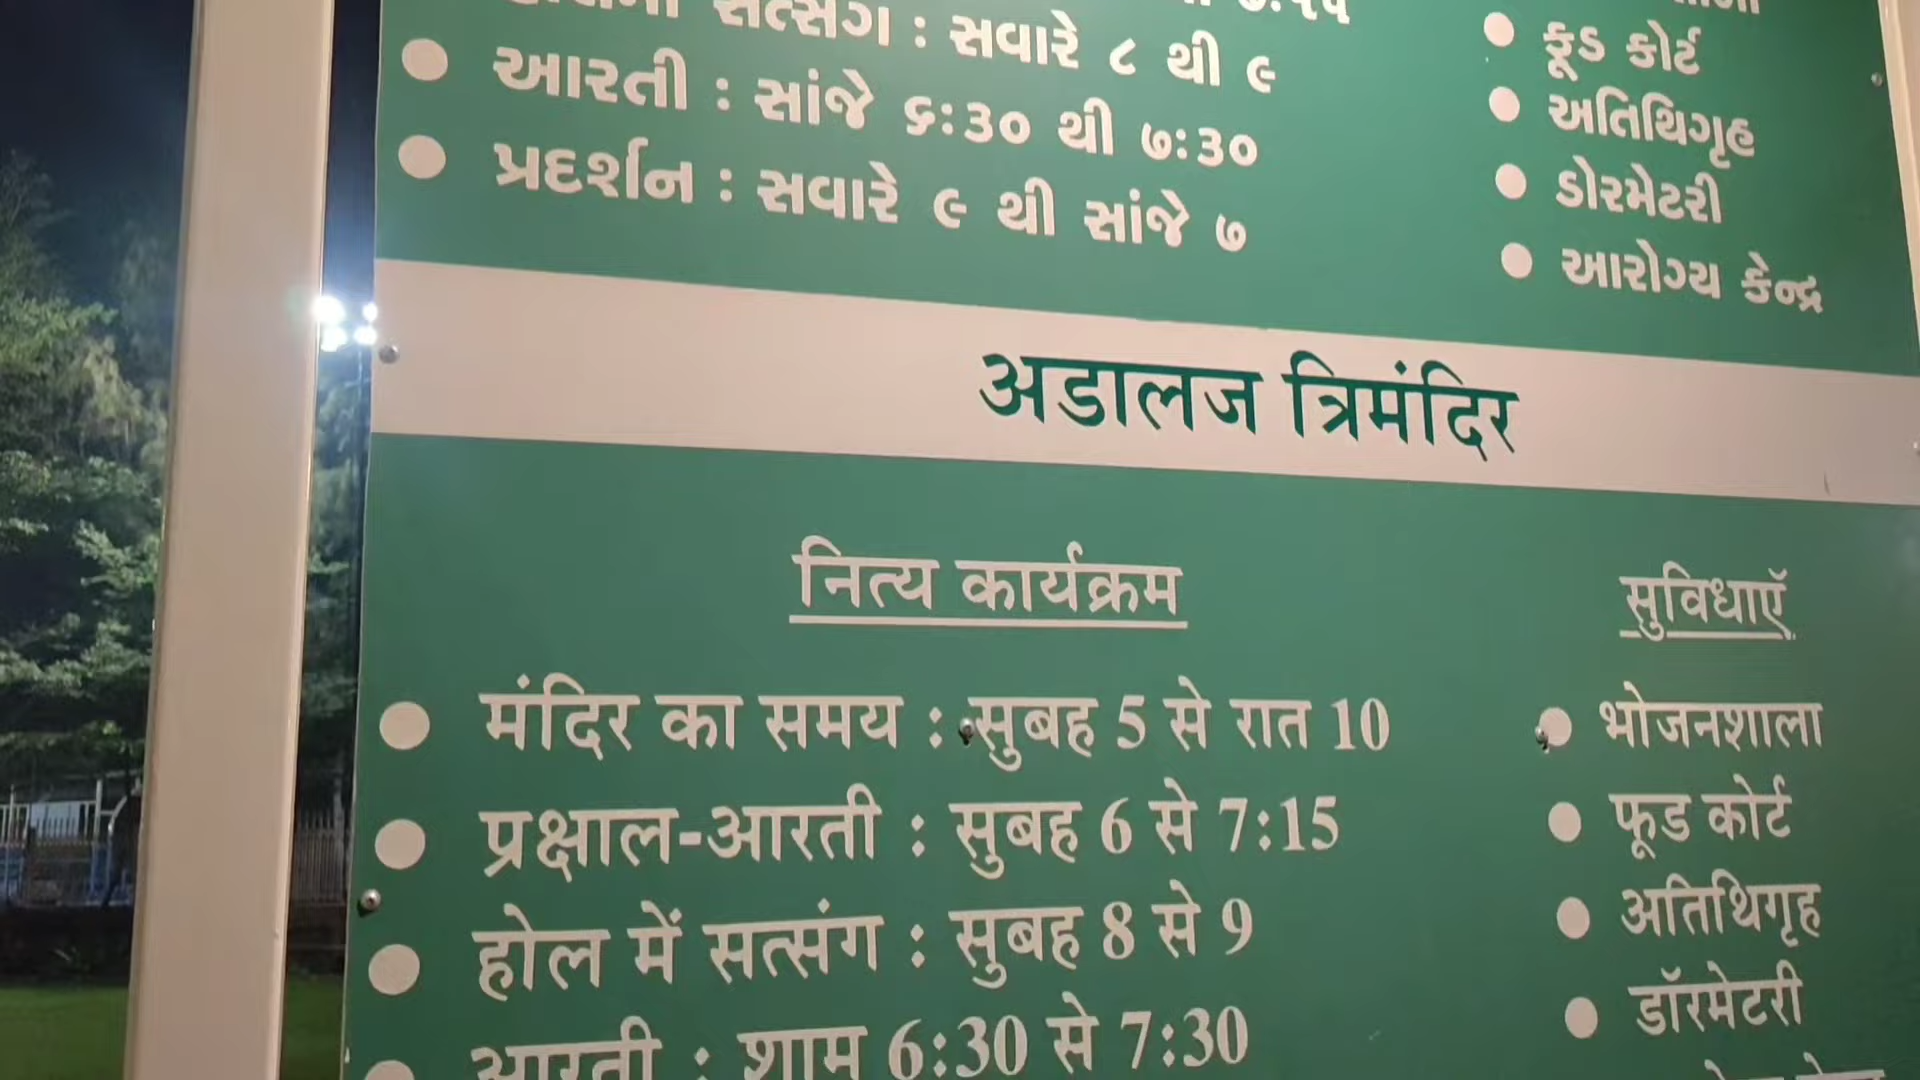 સત્સંગ : સવારે ૮ થી ૯
આરતી : સાંજે ૬:૩૦ થી ૭:૩૦
પ્રદર્શન : સવારે ૯ થી સાંજે ૭
ફૂડ કોર્ટ
અતિથિગૃહ
ડોરમેટરી
આરોગ્ય કેન્દ્ર
अडालज त्रिमंदिर
नित्य कार्यक्रम
मंदिर का समय : सुबह 5 से रात 10
प्रक्षाल-आरती : सुबह 6 से 7:15
होल में सत्संग : सुबह 8 से 9
आरती : शाम 6:30 से 7:30
सुविधाएँ
भोजनशाला
फूड कोर्ट
अतिथिगृह
डॉरमेटरी